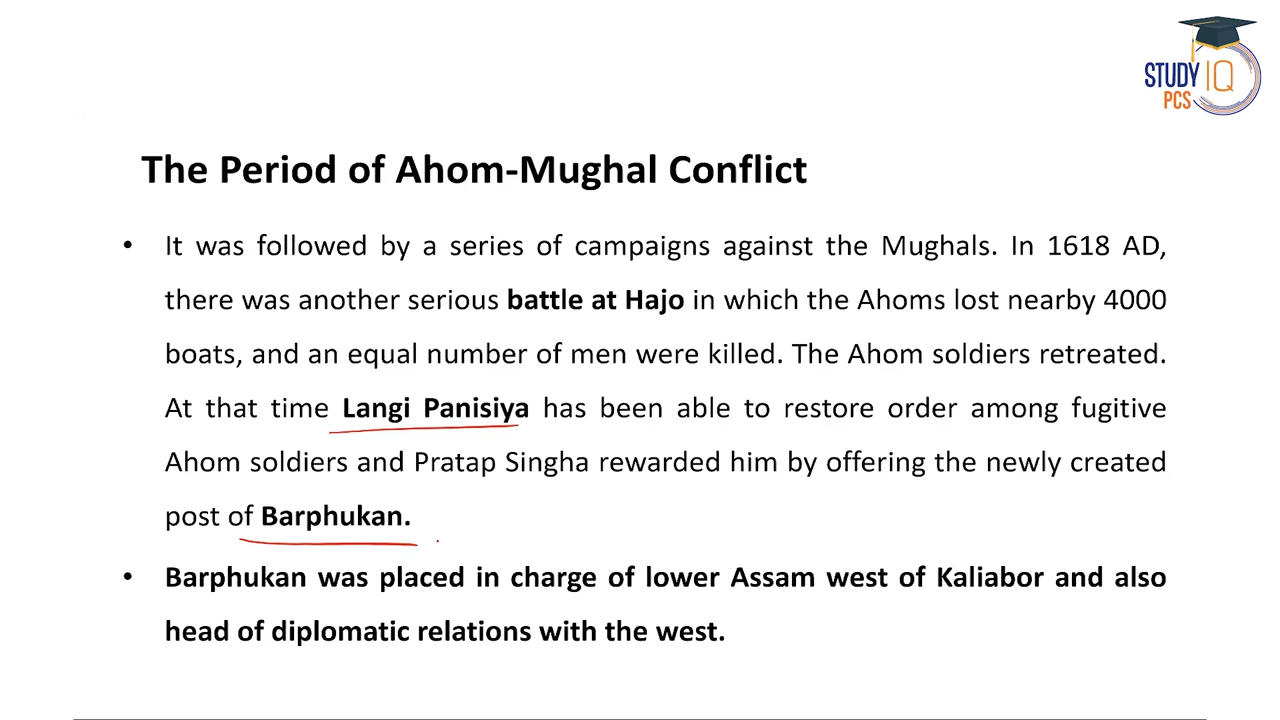 STUDY IQ
PCS
The Period of Ahom-Mughal Conflict
• It was followed by a series of campaigns against the Mughals. In 1618 AD,
there was another serious battle at Hajo in which the Ahoms lost nearby 4000
boats, and an equal number of men were killed. The Ahom soldiers retreated.
At that time Langi Panisiya has been able to restore order among fugitive
Ahom soldiers and Pratap Singha rewarded him by offering the newly created
post of Barphukan.
• Barphukan was placed in charge of lower Assam west of Kaliabor and also
head of diplomatic relations with the west.